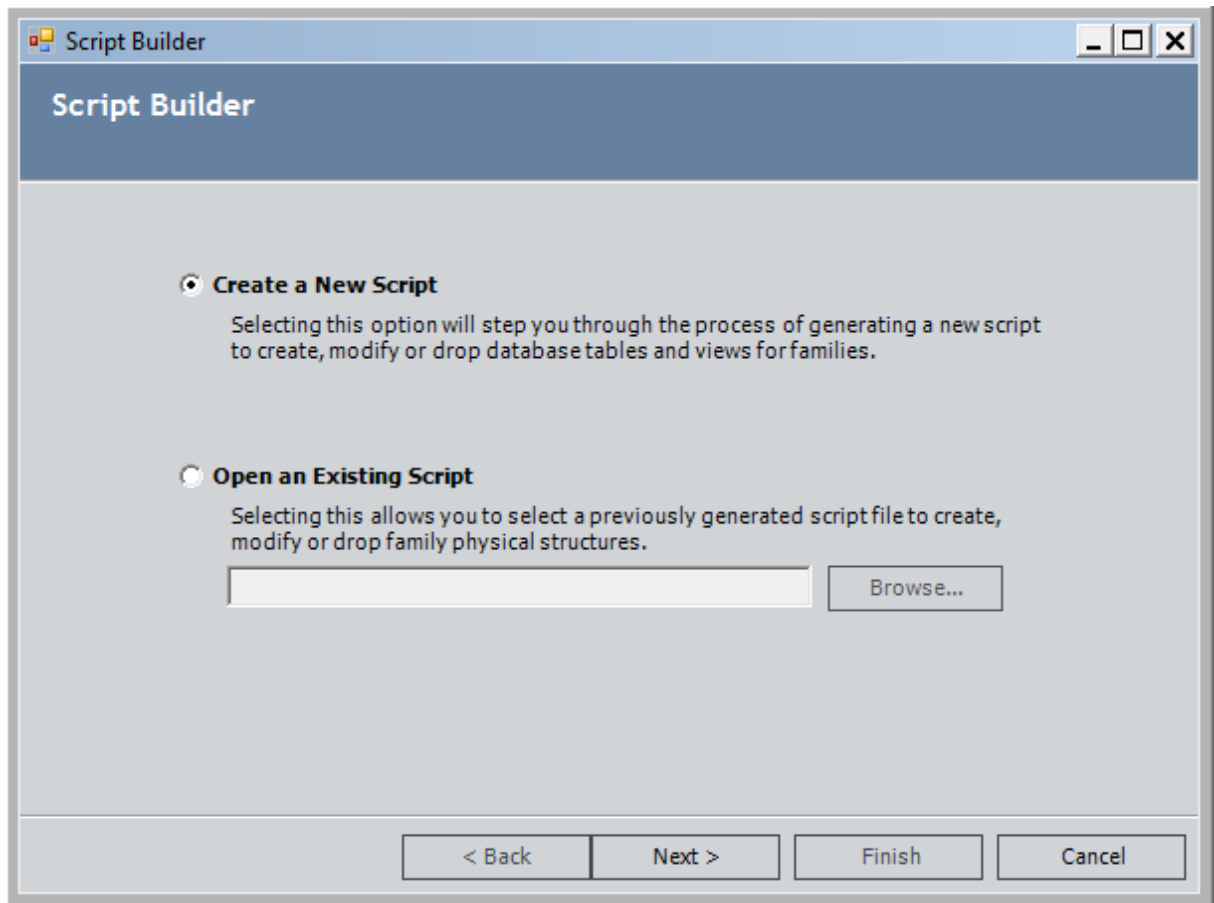 Script Builder
Script Builder
Create a New Script
Selecting this option will step you through the process of generating a new script
to create, modify or drop database tables and views for families.
Open an Existing Script
Selecting this allows you to select a previously generated script file to create,
modify or drop family physical structures.
Browse...
< Back Next > Finish Cancel